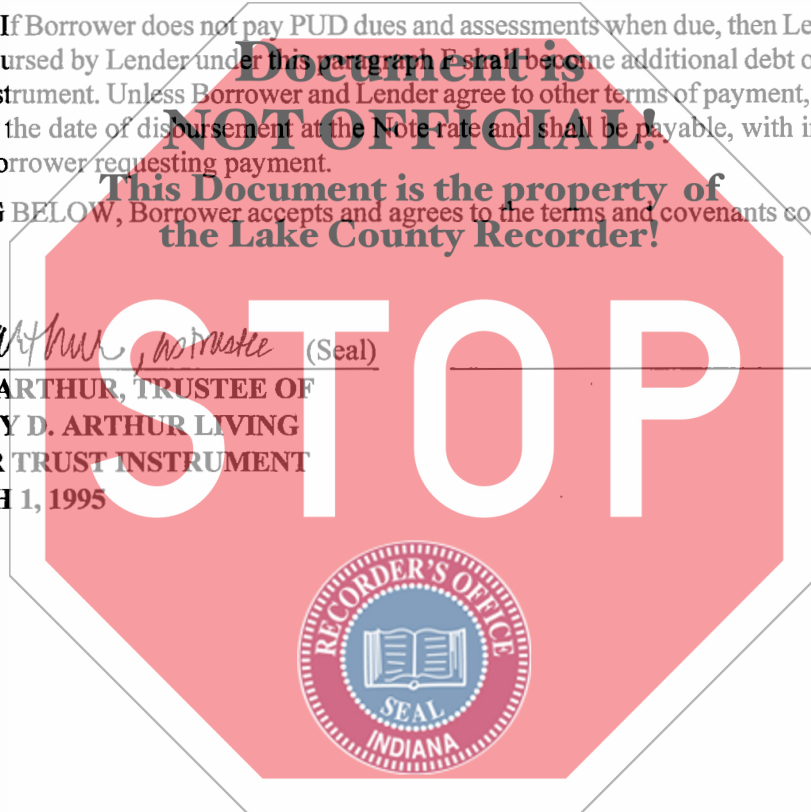 If Borrower does not pay PUD dues and assessments when due, then Le
ursed by Lender under this paragraph F shall become additional debt o
strument. Unless Borrower and Lender agree to other terms of payment,
the date of disbursement at the Note rate and shall be payable, with i
orrower requesting payment.
G BELOW, Borrower accepts and agrees to the terms and covenants co
Document is
NOT OFFICIAL!
This Document is the property of
the Lake County Recorder!
STOP
arthur, as trustee (Seal)
ARTHUR, TRUSTEE OF
Y D. ARTHUR LIVING
R TRUST INSTRUMENT
H 1, 1995
RECORDER'S OFFICE
SEAL
INDIANA